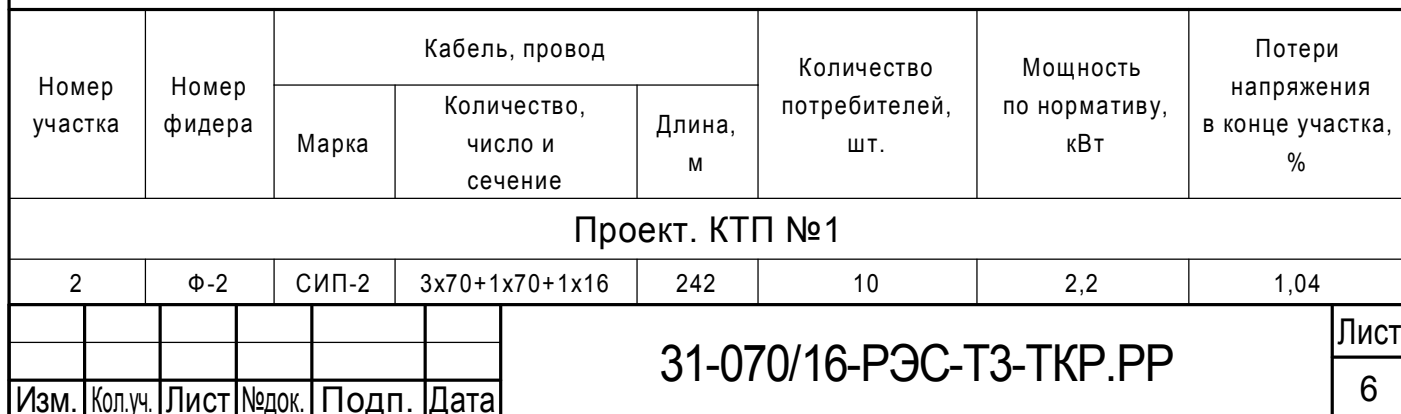 Номер участка
Номер фидера
Кабель, провод
Марка
Количество, число и сечение
Длина, м
Количество потребителей, шт.
Мощность по нормативу, кВт
Потери напряжения в конце участка, %
Проект. КТП №1
2 Ф-2 СИП-2 3х70+1х70+1х16 242 10 2,2 1,04
31-070/16-РЭС-ТЗ-ТКР.РР
Лист
6
Изм. Кол.уч. Лист №док. Подп. Дата